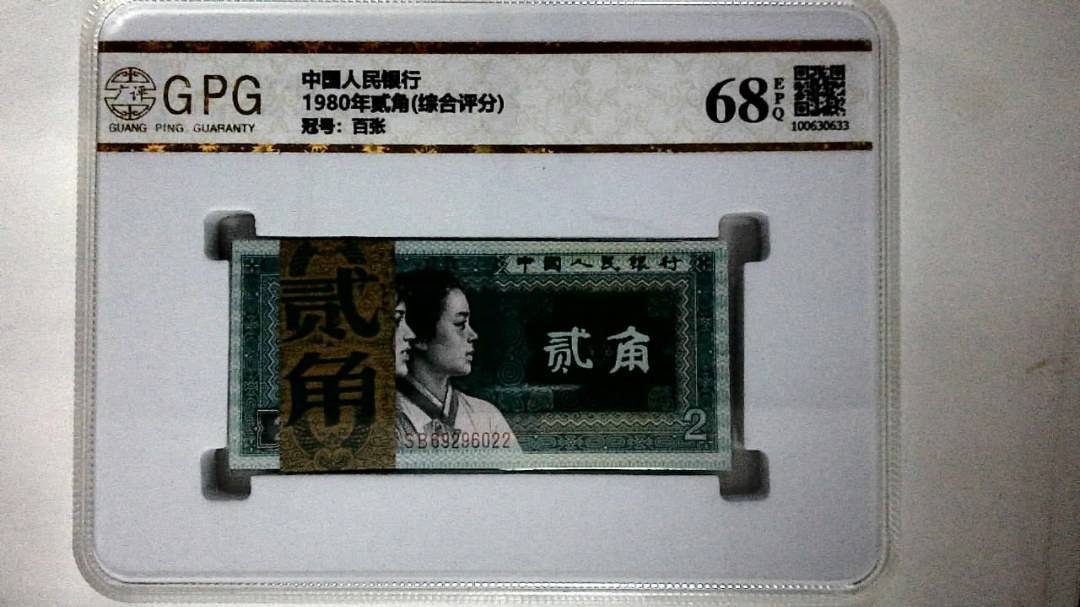 广评
GPG
GUANG PING GUARANTY
中国人民银行
1980年贰角(综合评分)
冠号：百张
68
EPQ
100630633
中国人民银行
贰角
贰角
SB69296022
2